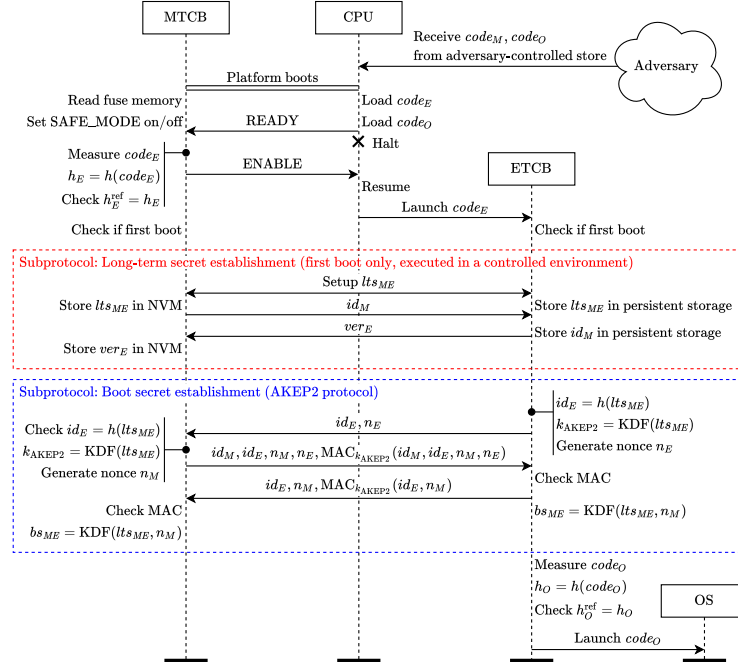 MTCB
CPU
Receive code_M, code_O
from adversary-controlled store
Adversary
Platform boots
Read fuse memory
Load code_E
Set SAFE_MODE on/off
READY
Load code_O
Halt
Measure code_E
h_E = h(code_E)
Check h_E^ref = h_E
ENABLE
Resume
ETCB
Launch code_E
Check if first boot
Check if first boot
Subprotocol: Long-term secret establishment (first boot only, executed in a controlled environment)
Setup lts_ME
Store lts_ME in NVM
id_M
Store lts_ME in persistent storage
ver_E
Store id_M in persistent storage
Store ver_E in NVM
Subprotocol: Boot secret establishment (AKEP2 protocol)
id_E = h(lts_ME)
k_AKEP2 = KDF(lts_ME)
Generate nonce n_E
id_E, n_E
Check id_E = h(lts_ME)
k_AKEP2 = KDF(lts_ME)
Generate nonce n_M
id_M, id_E, n_M, n_E, MAC_k_AKEP2(id_M, id_E, n_M, n_E)
Check MAC
id_E, n_M, MAC_k_AKEP2(id_E, n_M)
Check MAC
bs_ME = KDF(lts_ME, n_M)
bs_ME = KDF(lts_ME, n_M)
Measure code_O
h_O = h(code_O)
Check h_O^ref = h_O
OS
Launch code_O